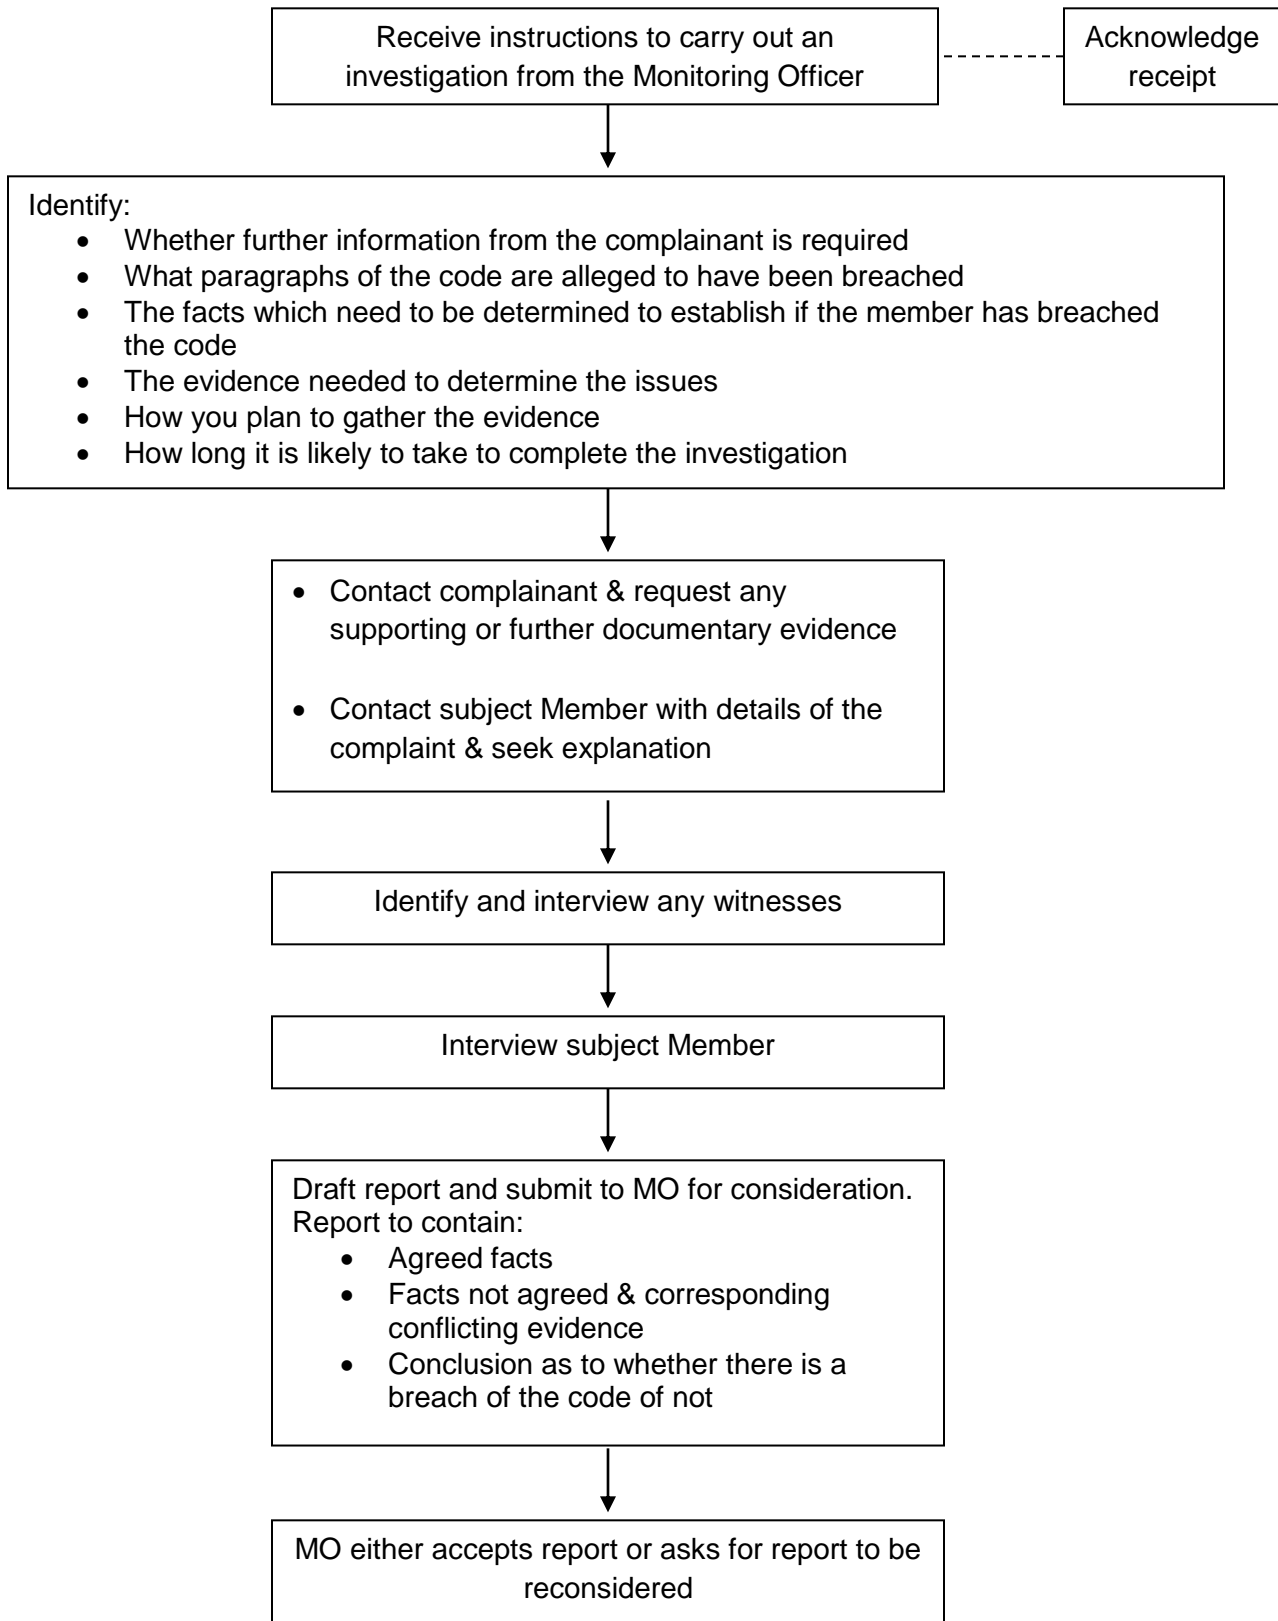 Receive instructions to carry out an
investigation from the Monitoring Officer
Acknowledge
receipt
Identify:
• Whether further information from the complainant is required
• What paragraphs of the code are alleged to have been breached
• The facts which need to be determined to establish if the member has breached
the code
• The evidence needed to determine the issues
• How you plan to gather the evidence
• How long it is likely to take to complete the investigation
• Contact complainant & request any
supporting or further documentary evidence
• Contact subject Member with details of the
complaint & seek explanation
Identify and interview any witnesses
Interview subject Member
Draft report and submit to MO for consideration.
Report to contain:
• Agreed facts
• Facts not agreed & corresponding
conflicting evidence
• Conclusion as to whether there is a
breach of the code of not
MO either accepts report or asks for report to be
reconsidered